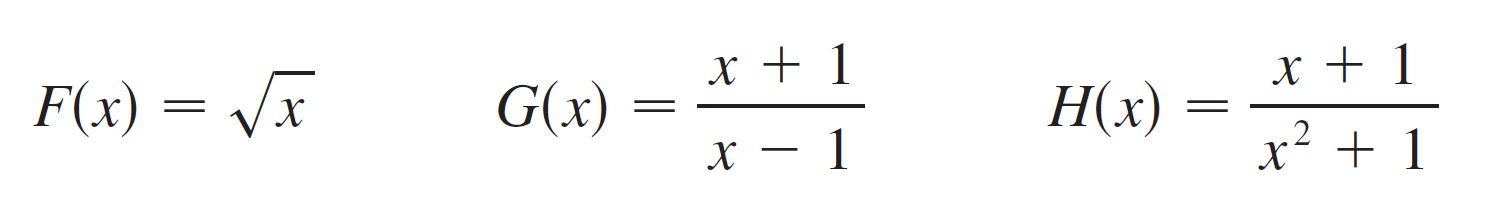 F(x) = √x    G(x) = (x + 1)/(x − 1)    H(x) = (x + 1)/(x² + 1)